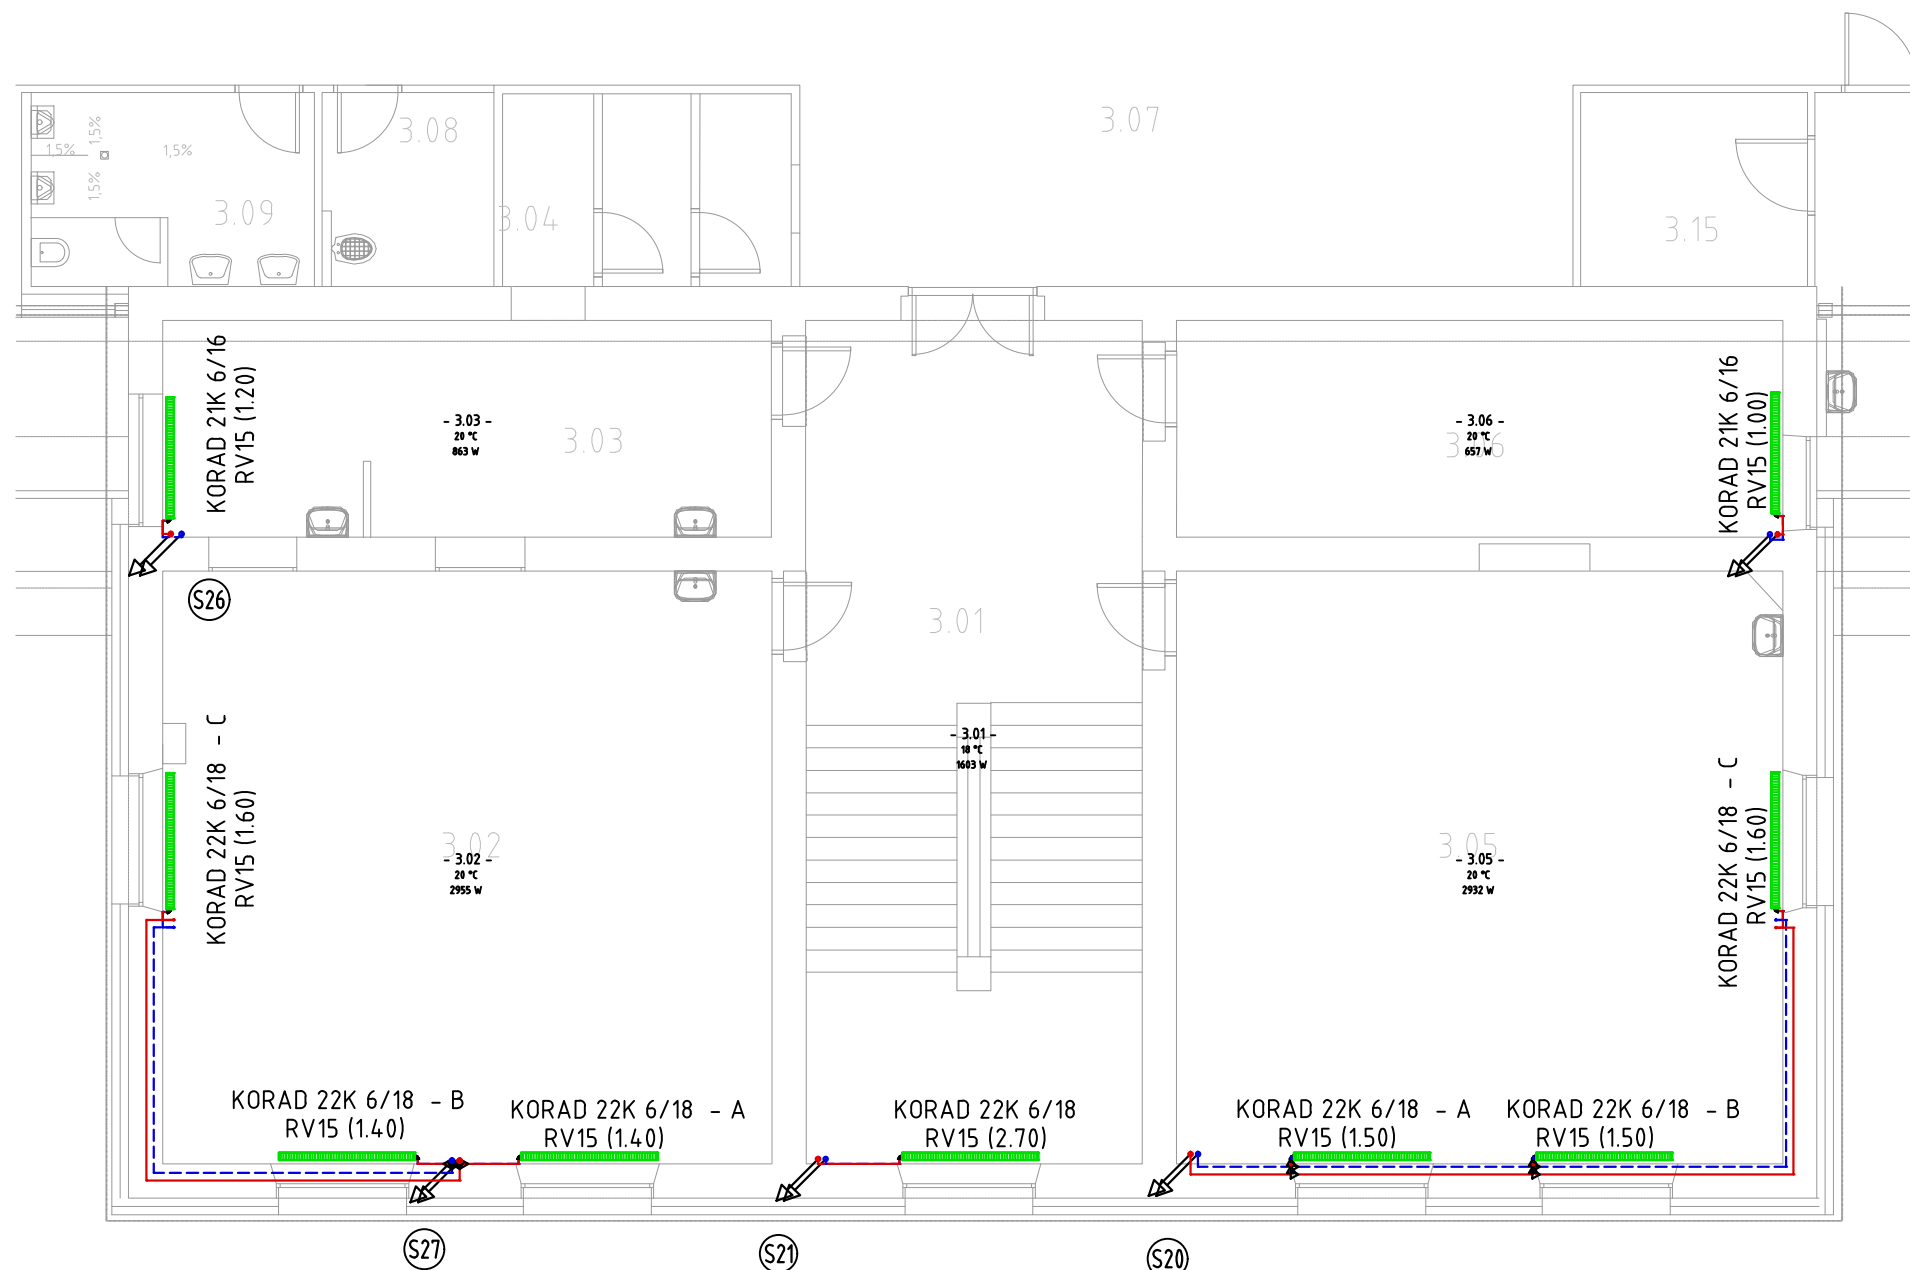 3.07
3.08
1,5%
1,5%
1,5%
1,5%
3.09
3.04
3.15
KORAD 21K 6/16
RV15 (1.20)
- 3.03 -
20 °C
863 W
3.03
- 3.06 -
20 °C
657 W
3.06
KORAD 21K 6/16
RV15 (1.00)
S26
3.01
- 3.01 -
18 °C
1603 W
KORAD 22K 6/18 - C
RV15 (1.60)
3.02
- 3.02 -
20 °C
2955 W
3.05
- 3.05 -
20 °C
2932 W
KORAD 22K 6/18 - C
RV15 (1.60)
KORAD 22K 6/18 - B
RV15 (1.40)
KORAD 22K 6/18 - A
RV15 (1.40)
KORAD 22K 6/18
RV15 (2.70)
KORAD 22K 6/18 - A
RV15 (1.50)
KORAD 22K 6/18 - B
RV15 (1.50)
S27
S21
S20